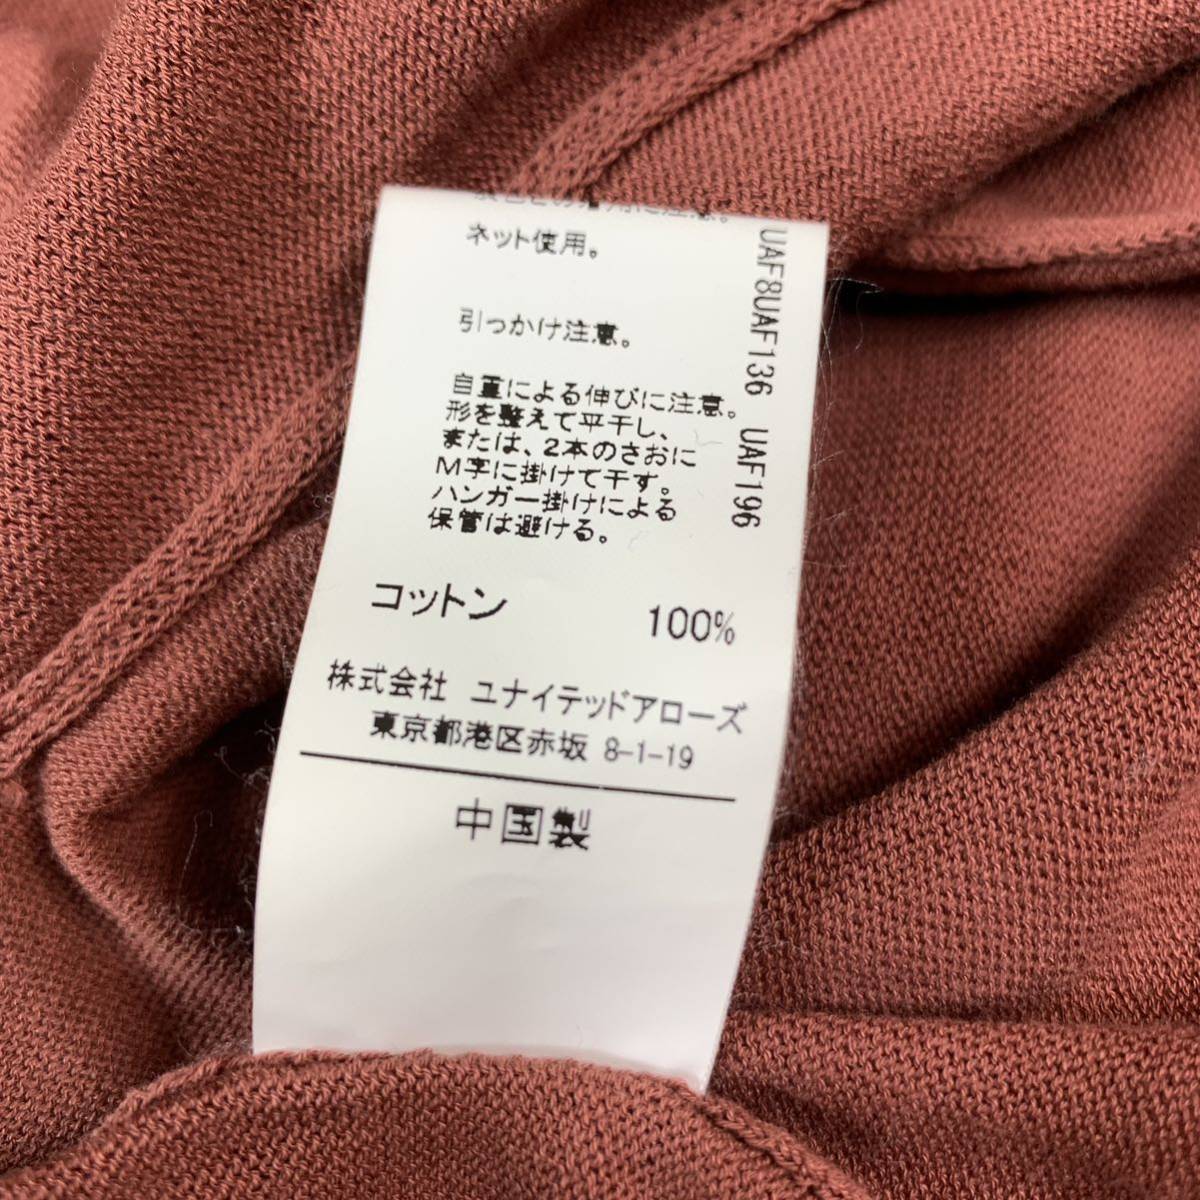 ネット使用。
引っかけ注意。
自重による伸びに注意。
形を整えて平干し、
または、2本のさおに
M字に掛けて干す。
ハンガー掛けによる
保管は避ける。
コットン 100%
株式会社 ユナイテッドアローズ
東京都港区赤坂 8-1-19
中国製
UAF8UAF136 UAF196